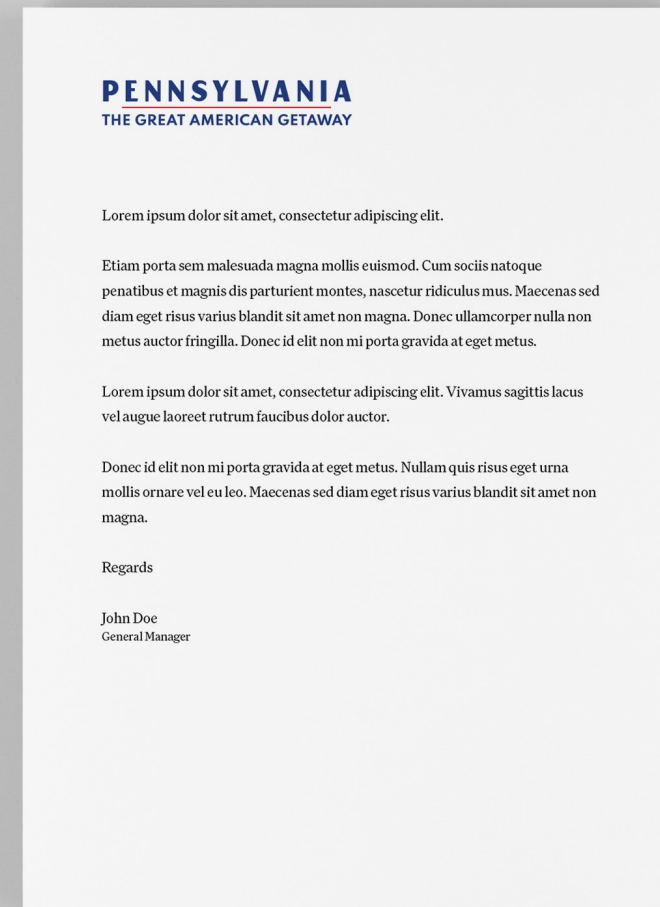 PENNSYLVANIA
THE GREAT AMERICAN GETAWAY
Lorem ipsum dolor sit amet, consectetur adipiscing elit.
Etiam porta sem malesuada magna mollis euismod. Cum sociis natoque
penatibus et magnis dis parturient montes, nascetur ridiculus mus. Maecenas sed
diam eget risus varius blandit sit amet non magna. Donec ullamcorper nulla non
metus auctor fringilla. Donec id elit non mi porta gravida at eget metus.
Lorem ipsum dolor sit amet, consectetur adipiscing elit. Vivamus sagittis lacus
vel augue laoreet rutrum faucibus dolor auctor.
Donec id elit non mi porta gravida at eget metus. Nullam quis risus eget urna
mollis ornare vel eu leo. Maecenas sed diam eget risus varius blandit sit amet non
magna.
Regards
John Doe
General Manager